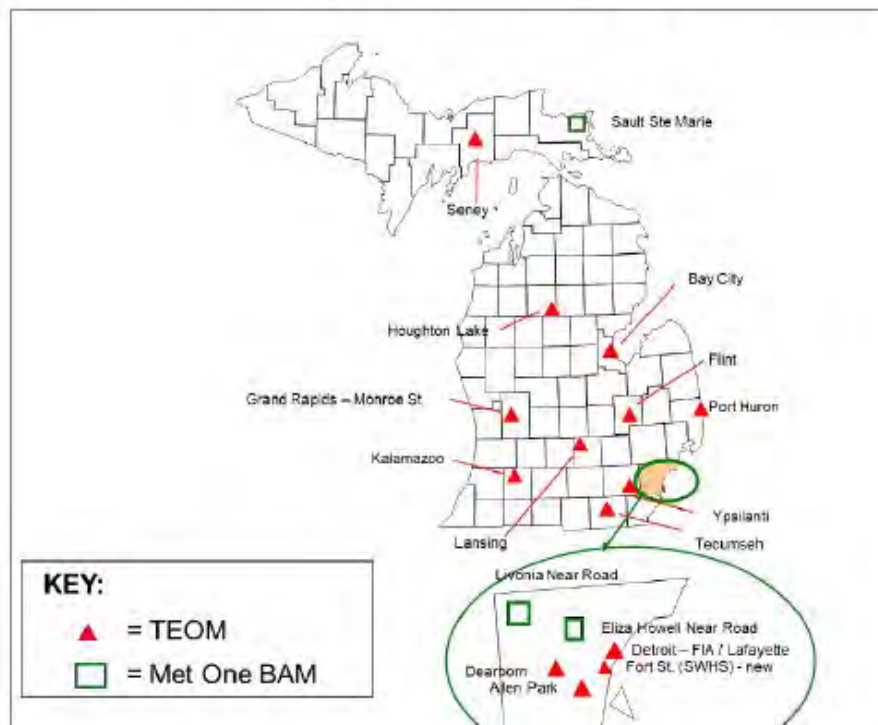 Sault Ste Marie
Seney
Bay City
Houghton Lake
Flint
Grand Rapids – Monroe St
Port Huron
Kalamazoo
Ypsilanti
Lansing
Tecumseh
Livonia Near Road
KEY:
= TEOM
= Met One BAM
Eliza Howell Near Road
Detroit – FIA / Lafayette
Fort St. (SWHS) - new
Dearborn
Allen Park